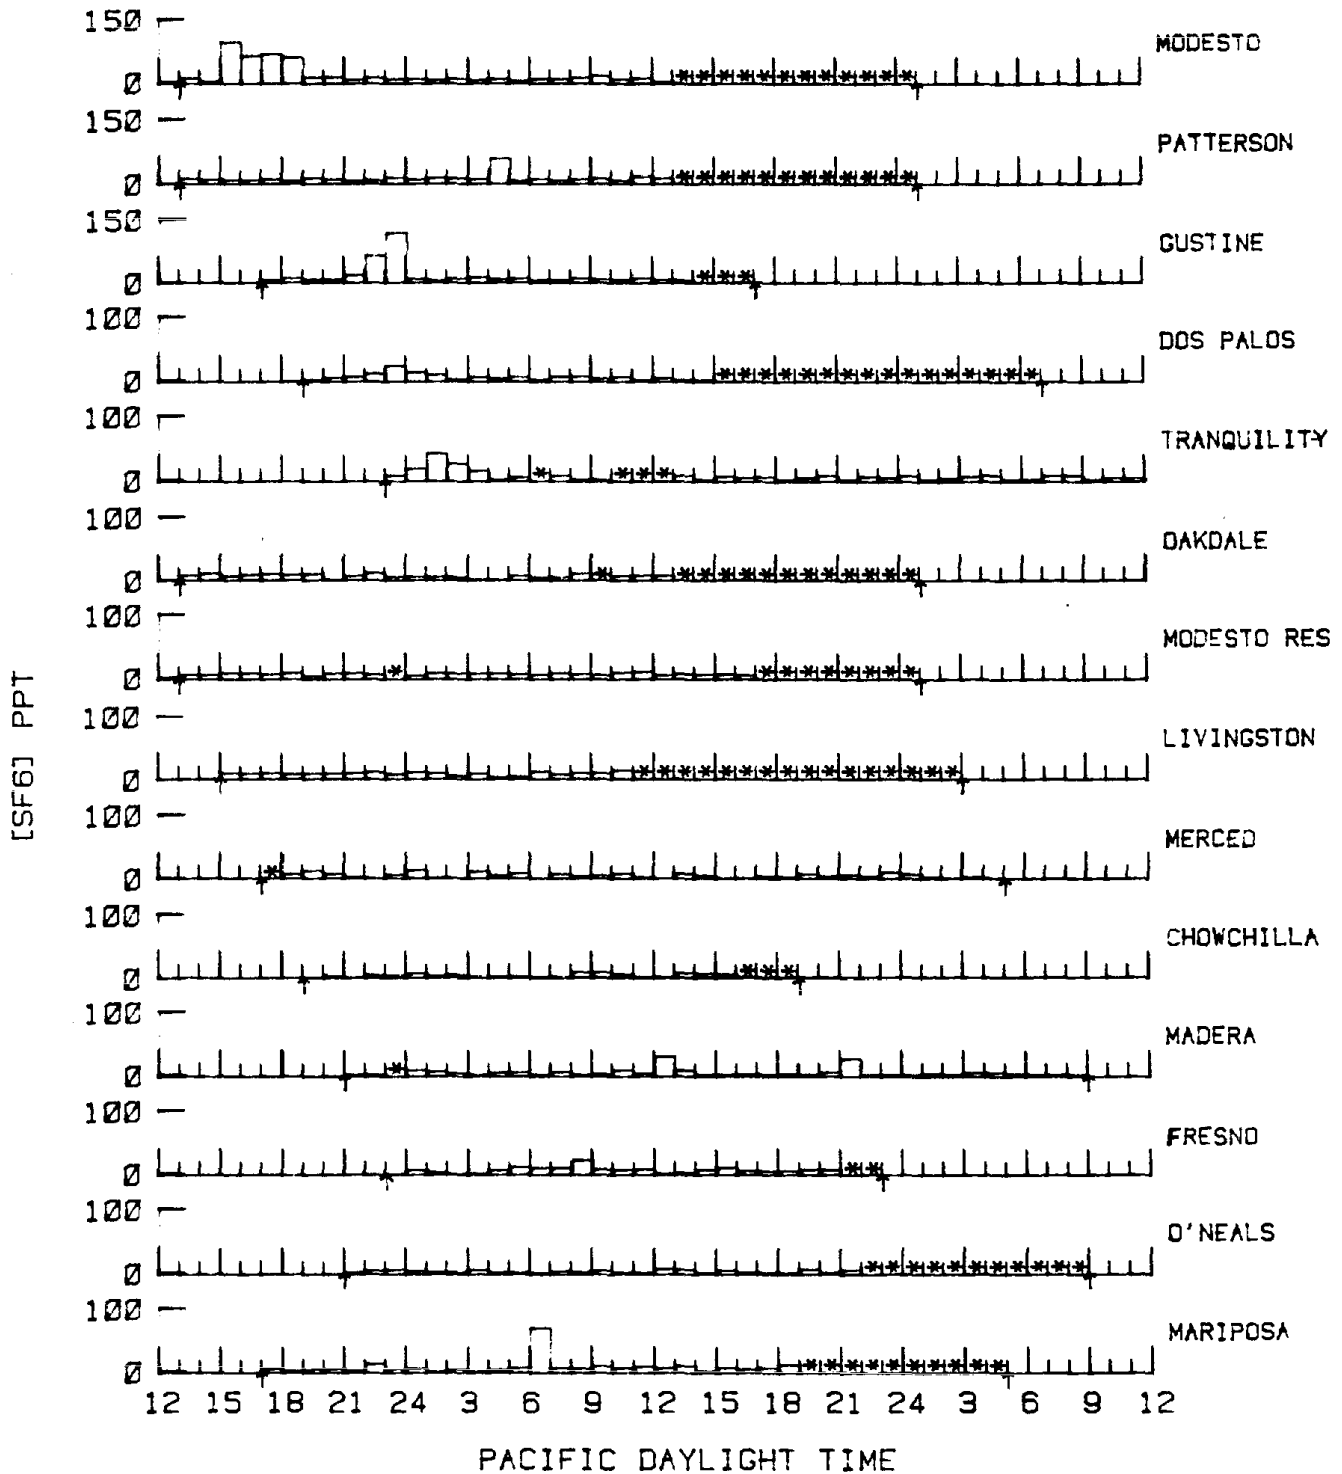 150
0
MODESTO
150
0
PATTERSON
150
0
GUSTINE
100
0
DOS PALOS
100
0
TRANQUILITY
100
0
OAKDALE
100
0
MODESTO RES
100
0
LIVINGSTON
100
0
MERCED
100
0
CHOWCHILLA
100
0
MADERA
100
0
FRESNO
100
0
O'NEALS
100
0
MARIPOSA
[SF6] PPT
12 15 18 21 24 3 6 9 12 15 18 21 24 3 6 9 12
PACIFIC DAYLIGHT TIME